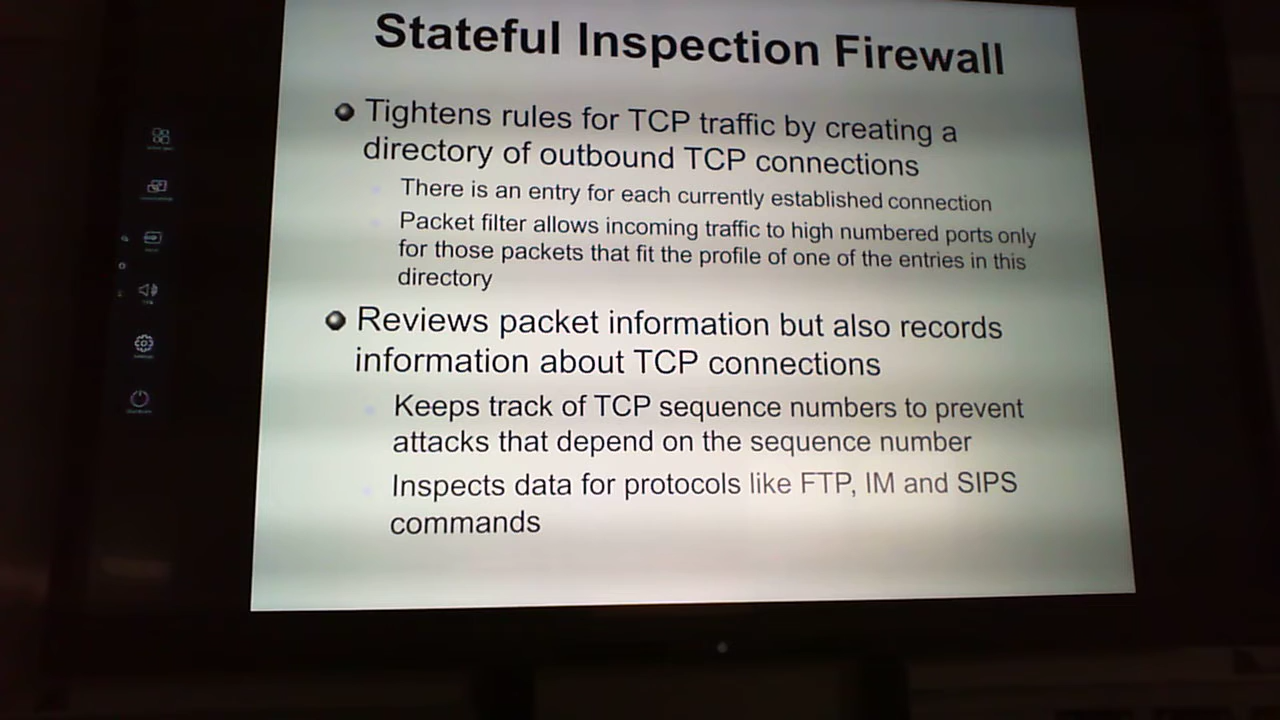 Stateful Inspection Firewall
Tightens rules for TCP traffic by creating a
directory of outbound TCP connections
There is an entry for each currently established connection
Packet filter allows incoming traffic to high numbered ports only
for those packets that fit the profile of one of the entries in this
directory
Reviews packet information but also records
information about TCP connections
Keeps track of TCP sequence numbers to prevent
attacks that depend on the sequence number
Inspects data for protocols like FTP, IM and SIPS
commands